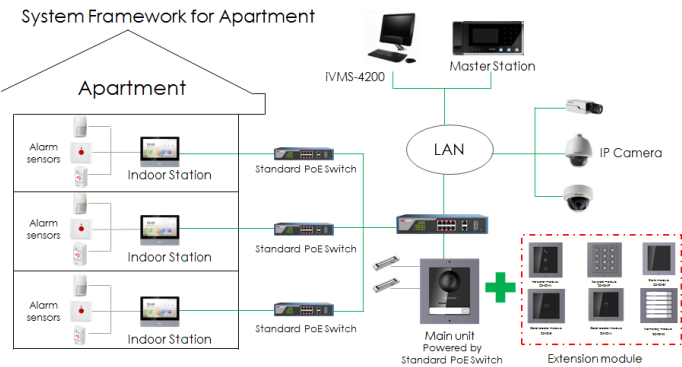 System Framework for Apartment
iVMS-4200
Master Station
Apartment
Alarm
sensors
Indoor Station
Standard PoE Switch
LAN
IP Camera
Alarm
sensors
Indoor Station
Standard PoE Switch
Alarm
sensors
Indoor Station
Standard PoE Switch
Main unit
Powered by
Standard PoE Switch
Extension module